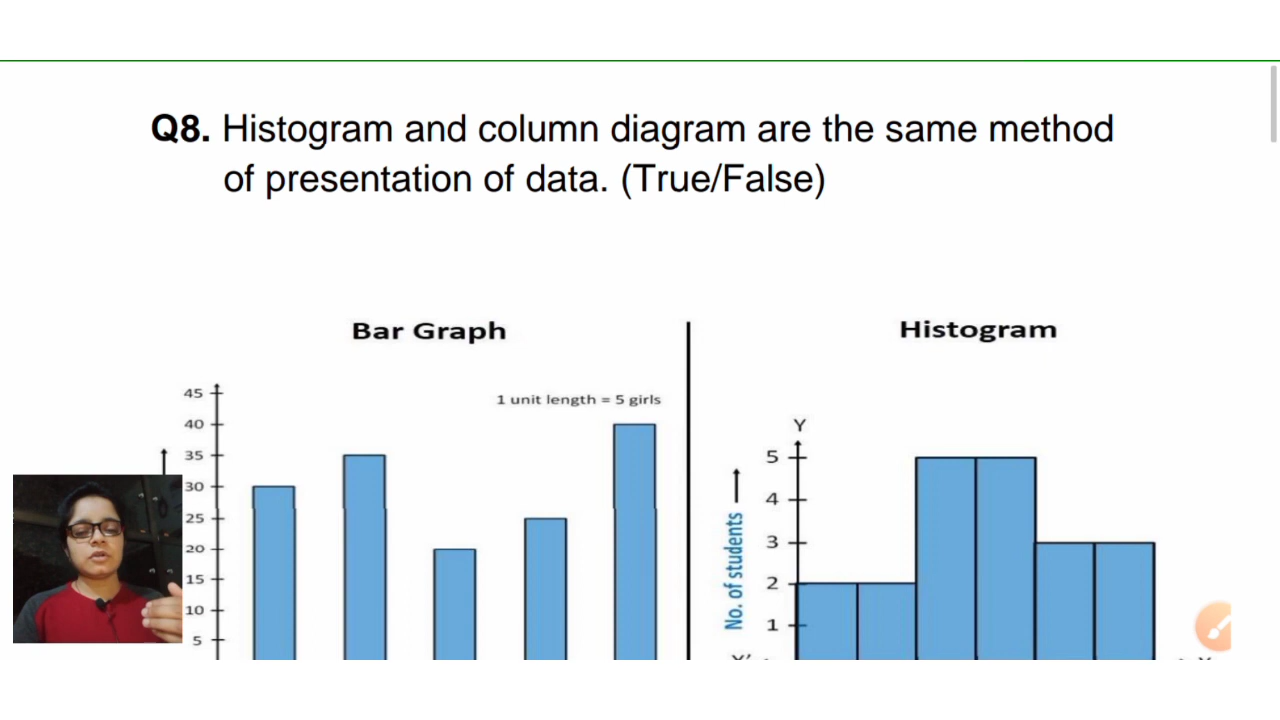 Q8. Histogram and column diagram are the same method
of presentation of data. (True/False)
Bar Graph
1 unit length = 5 girls
45
40
35
30
25
20
15
10
5
Histogram
Y
No. of students
5
4
3
2
1